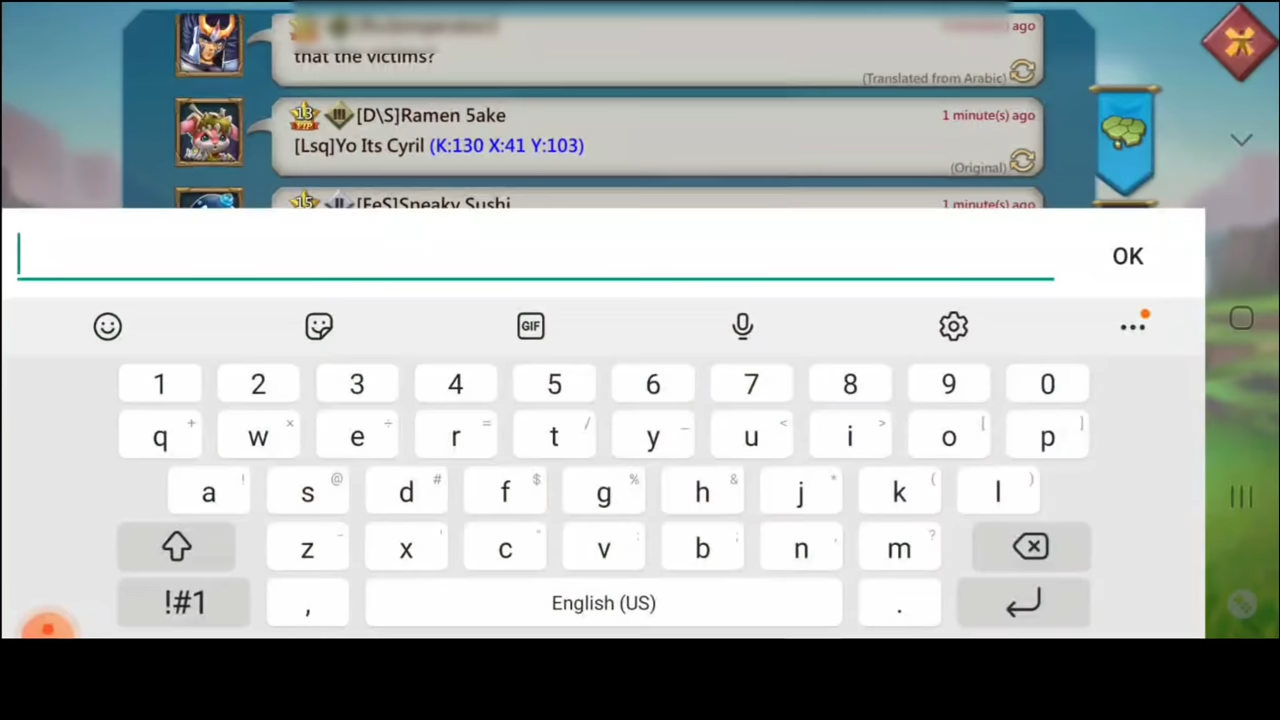 ago
that the victims?
(Translated from Arabic)
13
[D\S]Ramen 5ake
1 minute(s) ago
[Lsq]Yo Its Cyril (K:130 X:41 Y:103)
(Original)
15
[FeS]Sneaky Sushi
1 minute(s) ago
OK
GIF
1 2 3 4 5 6 7 8 9 0
q + w × e ÷ r = t / y _ u < i > o [ p ]
a ! s @ d # f $ g % h & j * k ( l )
z - x ' c " v : b ; n , m ?
!#1 , English (US) .